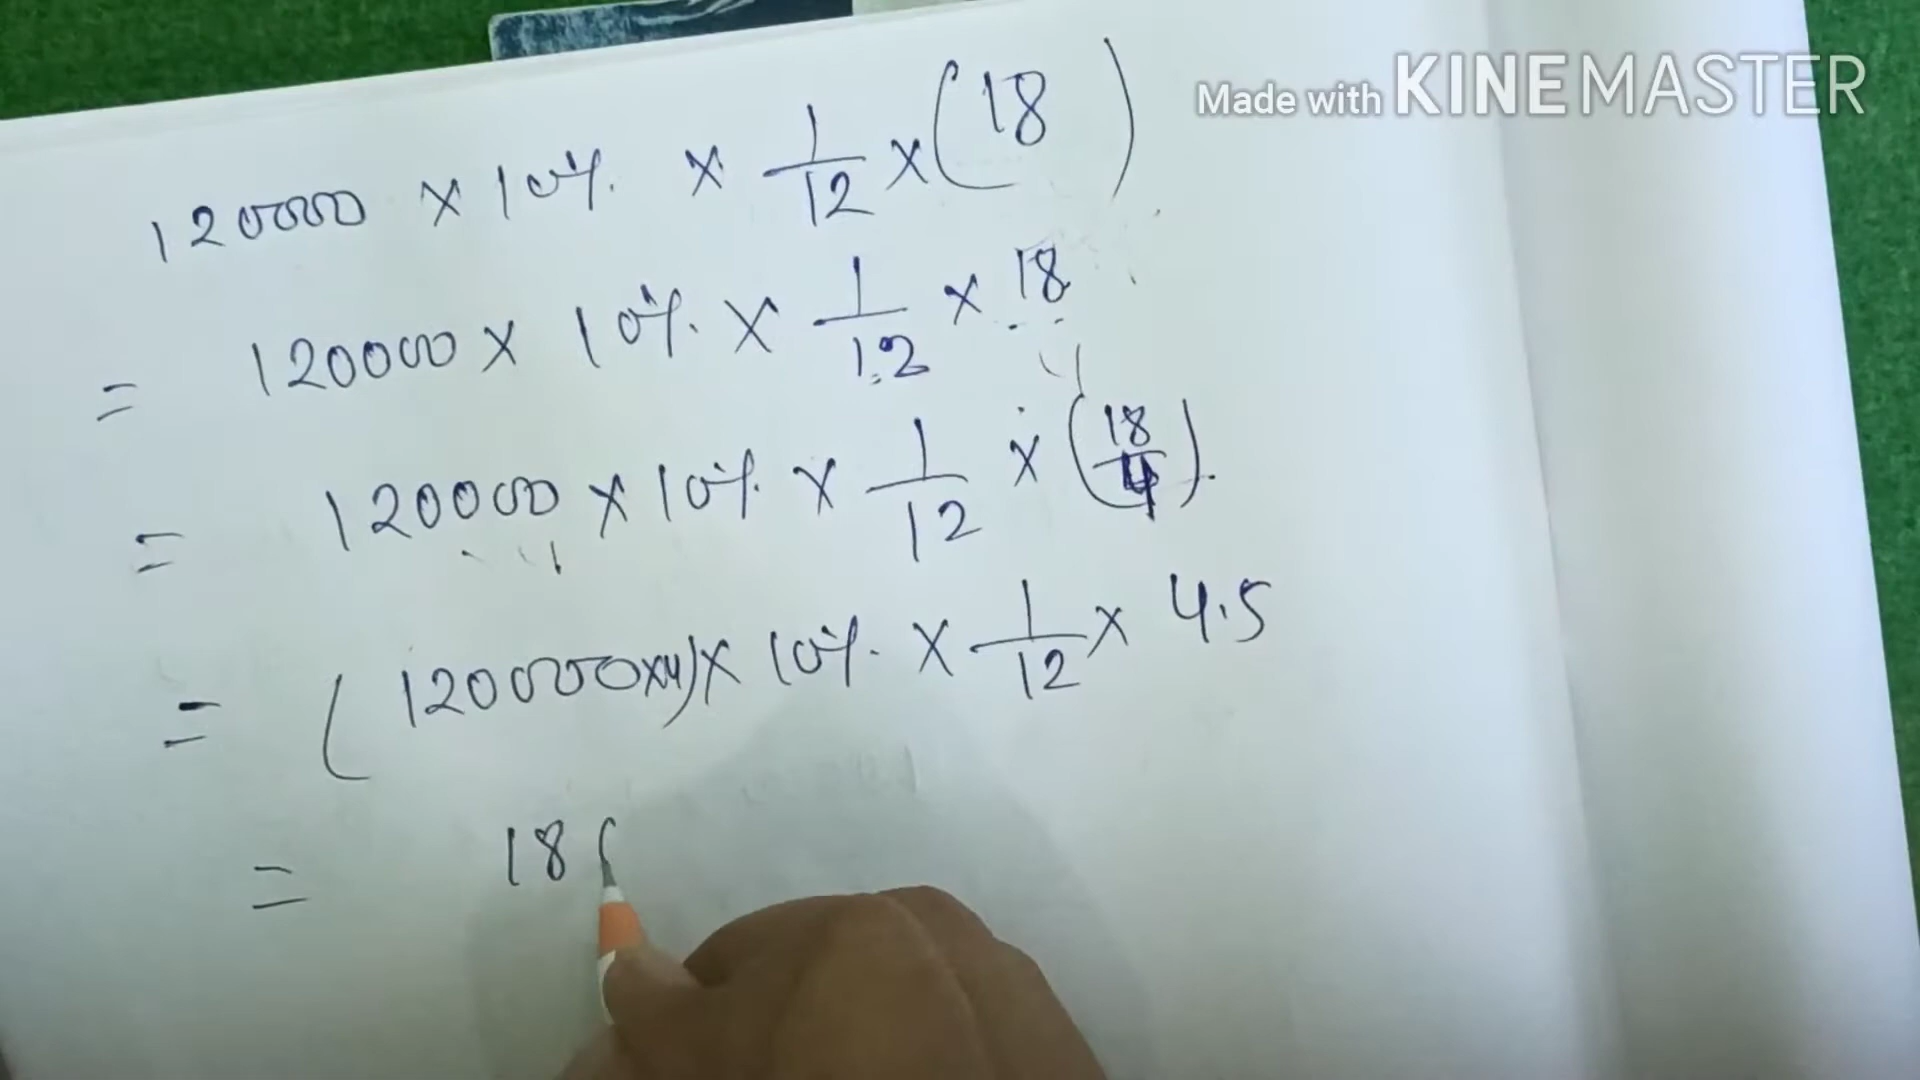 Made with KINEMASTER
120000 × 10% × 1/12 × (18)
= 120000 × 10% × 1/12 × 18
= 120000 × 10% × 1/12 × (18/4)
= (120000×4) × 10% × 1/12 × 4.5
= 18